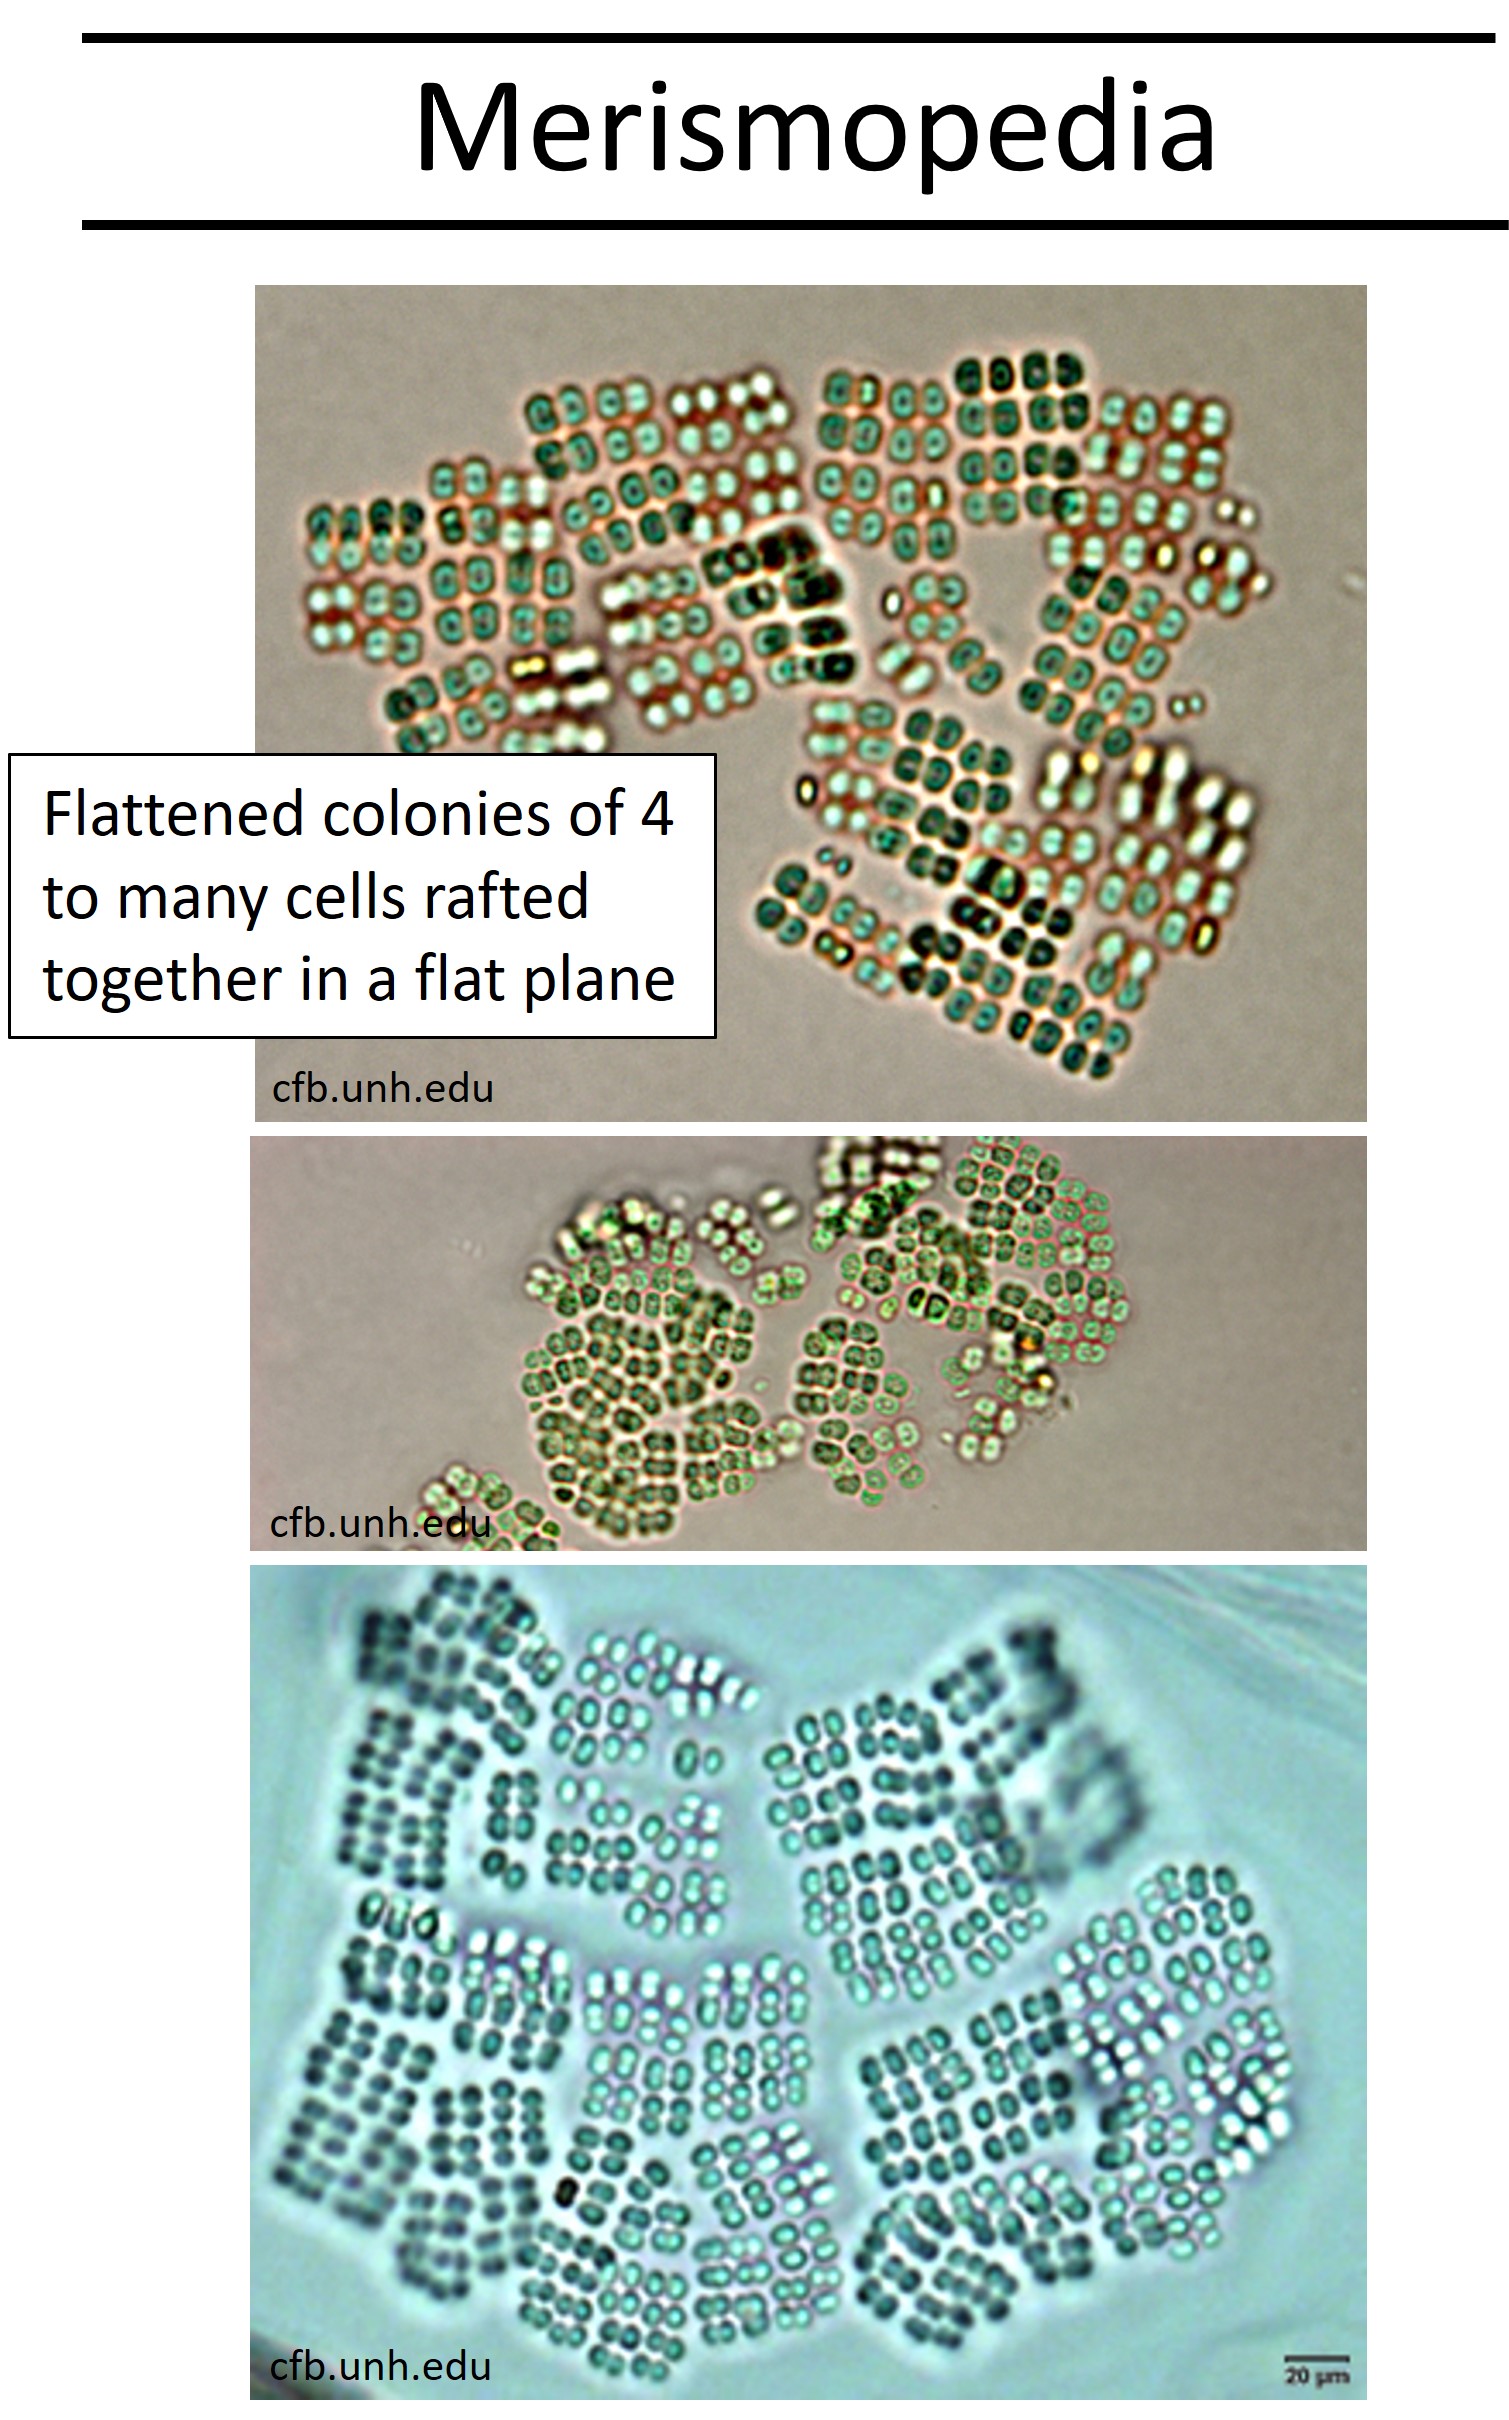 Merismopedia
Flattened colonies of 4
to many cells rafted
together in a flat plane
cfb.unh.edu
cfb.unh.edu
cfb.unh.edu
20 µm